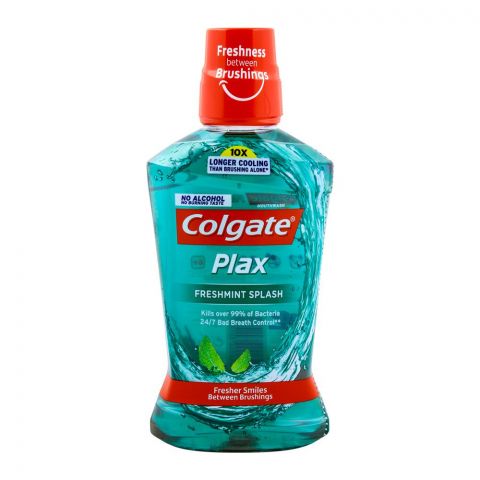 Freshness
between
Brushings
10X
LONGER COOLING
THAN BRUSHING ALONE*
NO ALCOHOL
NO BURNING TASTE
MOUTHWASH
Colgate®
Plax
FRESHMINT SPLASH
Kills over 99% of Bacteria
24/7 Bad Breath Control**
Fresher Smiles
Between Brushings